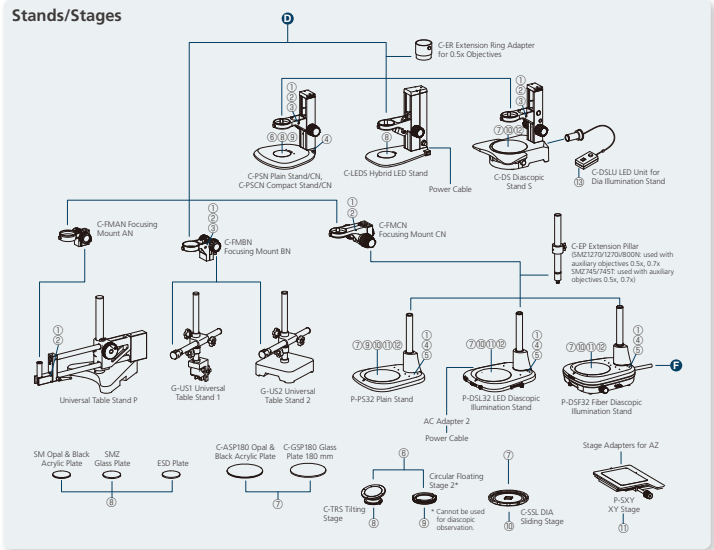 Stands/Stages
D
C-ER Extension Ring Adapter
for 0.5x Objectives
①
②
③
⑥⑧⑨
④
C-PSN Plain Stand/CN,
C-PSCN Compact Stand/CN
⑧
C-LEDS Hybrid LED Stand
Power Cable
①
②
③
⑦⑩⑫
C-DS Diascopic
Stand S
⑬
C-DSLU LED Unit for
Dia Illumination Stand
C-FMAN Focusing
Mount AN
①
②
③
C-FMBN
Focusing Mount BN
①
②
C-FMCN
Focusing Mount CN
C-EP Extension Pillar
(SMZ1270/1270i/800N: used with
auxiliary objectives 0.5x, 0.7x
SMZ745/745T: used with auxiliary
objectives 0.5x, 0.7x)
①
②
Universal Table Stand P
G-US1 Universal
Table Stand 1
G-US2 Universal
Table Stand 2
⑦⑨⑩⑪⑫
①
④
⑤
P-PS32 Plain Stand
⑦⑩⑪⑫
①
④
⑤
P-DSL32 LED Diascopic
Illumination Stand
AC Adapter 2
Power Cable
⑦⑩⑪⑫
①
④
⑤
F
P-DSF32 Fiber Diascopic
Illumination Stand
SM Opal & Black
Acrylic Plate
SMZ
Glass Plate
ESD Plate
⑧
C-ASP180 Opal &
Black Acrylic Plate
C-GSP180 Glass
Plate 180 mm
⑦
⑥
C-TRS Tilting
Stage
⑧
Circular Floating
Stage 2*
* Cannot be used
for diascopic
observation.
⑨
⑦
C-SSL DIA
Sliding Stage
⑩
Stage Adapters for AZ
P-SXY
XY Stage
⑪